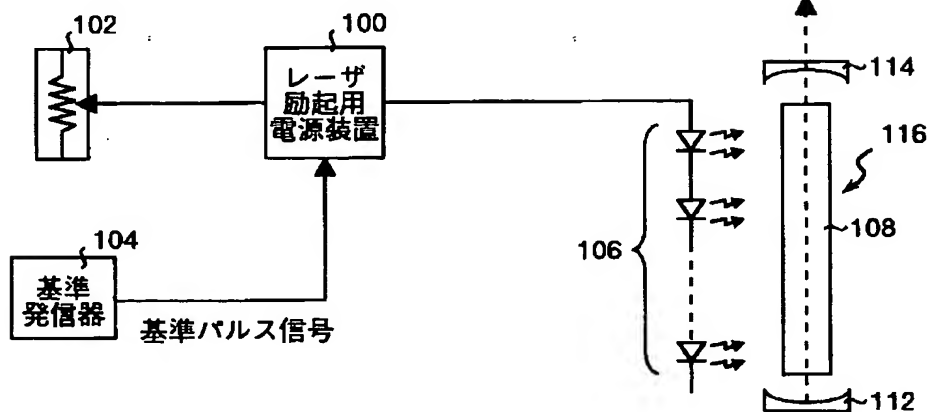 102
100
レーザ
励起用
電源装置
104
基準
発信器
基準パルス信号
106
114
116
108
112